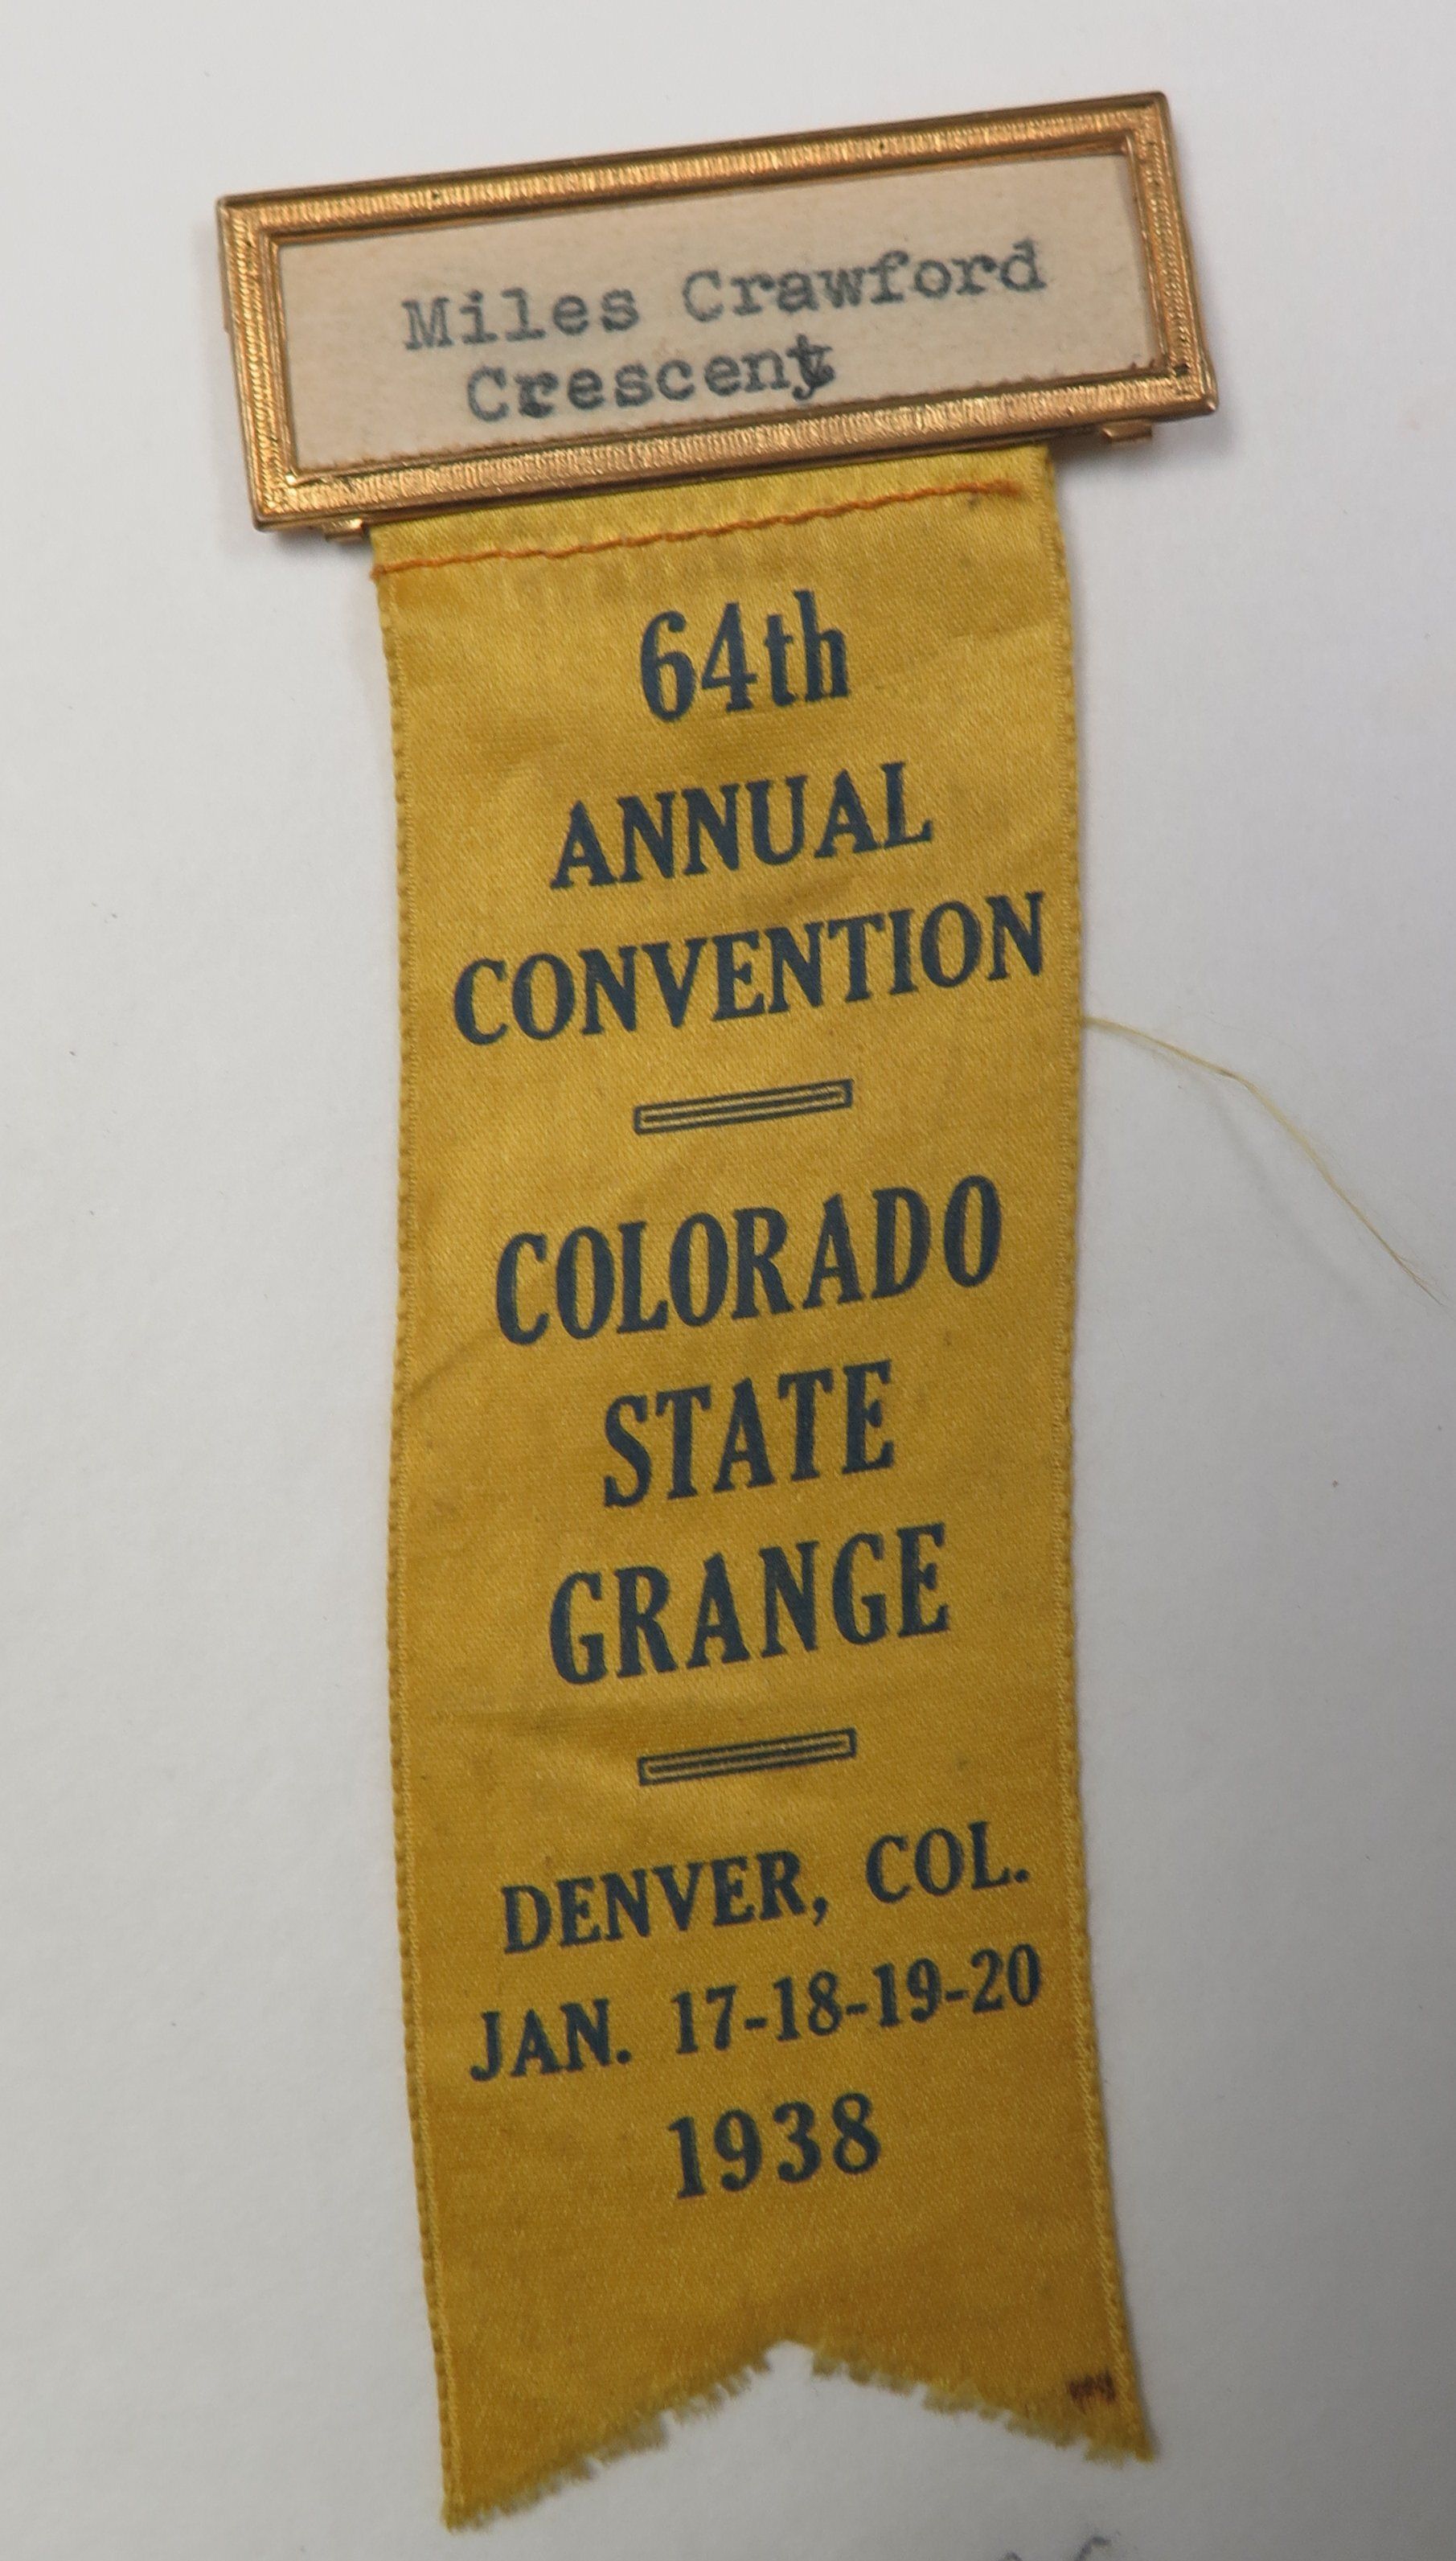 Miles Crawford
Crescent
64th
ANNUAL
CONVENTION
COLORADO
STATE
GRANGE
DENVER, COL.
JAN. 17-18-19-20
1938